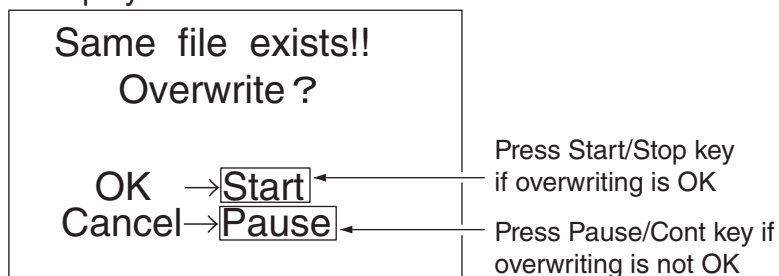 Same file exists!!
Overwrite ?
OK →Start
Cancel→Pause
Press Start/Stop key
if overwriting is OK
Press Pause/Cont key if
overwriting is not OK